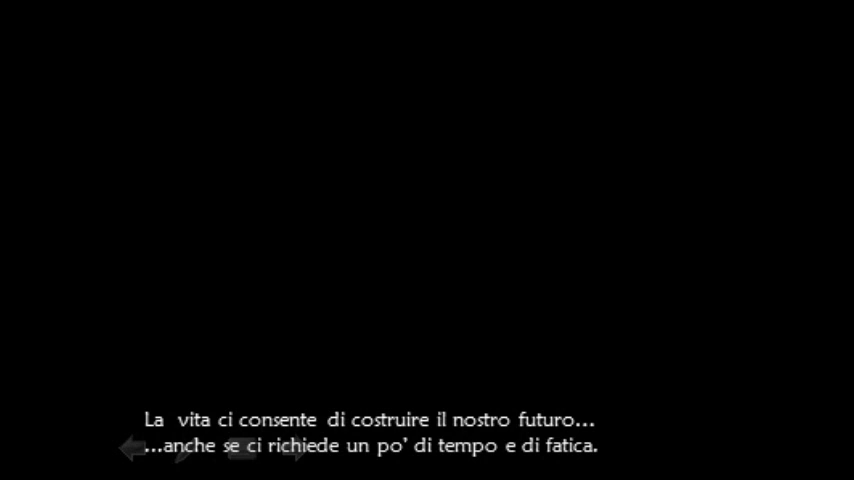 La vita ci consente di costruire il nostro futuro...
...anche se ci richiede un po' di tempo e di fatica.